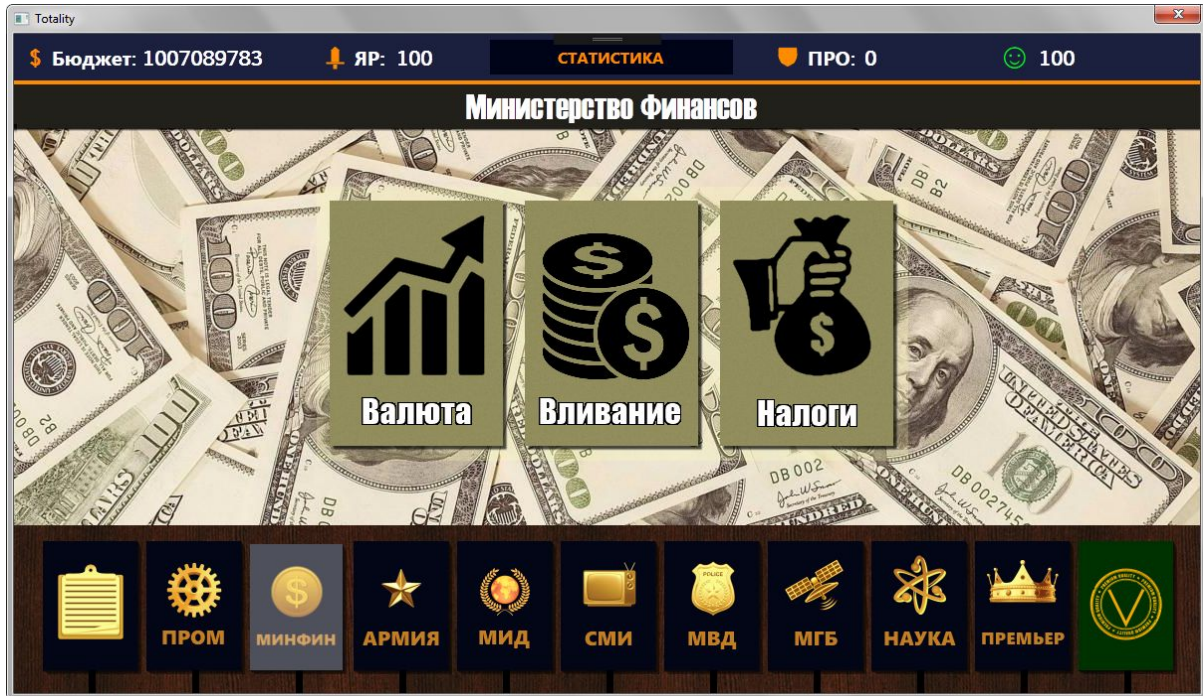 Totality
Бюджет: 1007089783
ЯР: 100
СТАТИСТИКА
ПРО: 0
100
Министерство Финансов
Валюта
Вливание
Налоги
ПРОМ
МИНФИН
АРМИЯ
МИД
СМИ
POLICE
МВД
МГБ
НАУКА
ПРЕМЬЕР